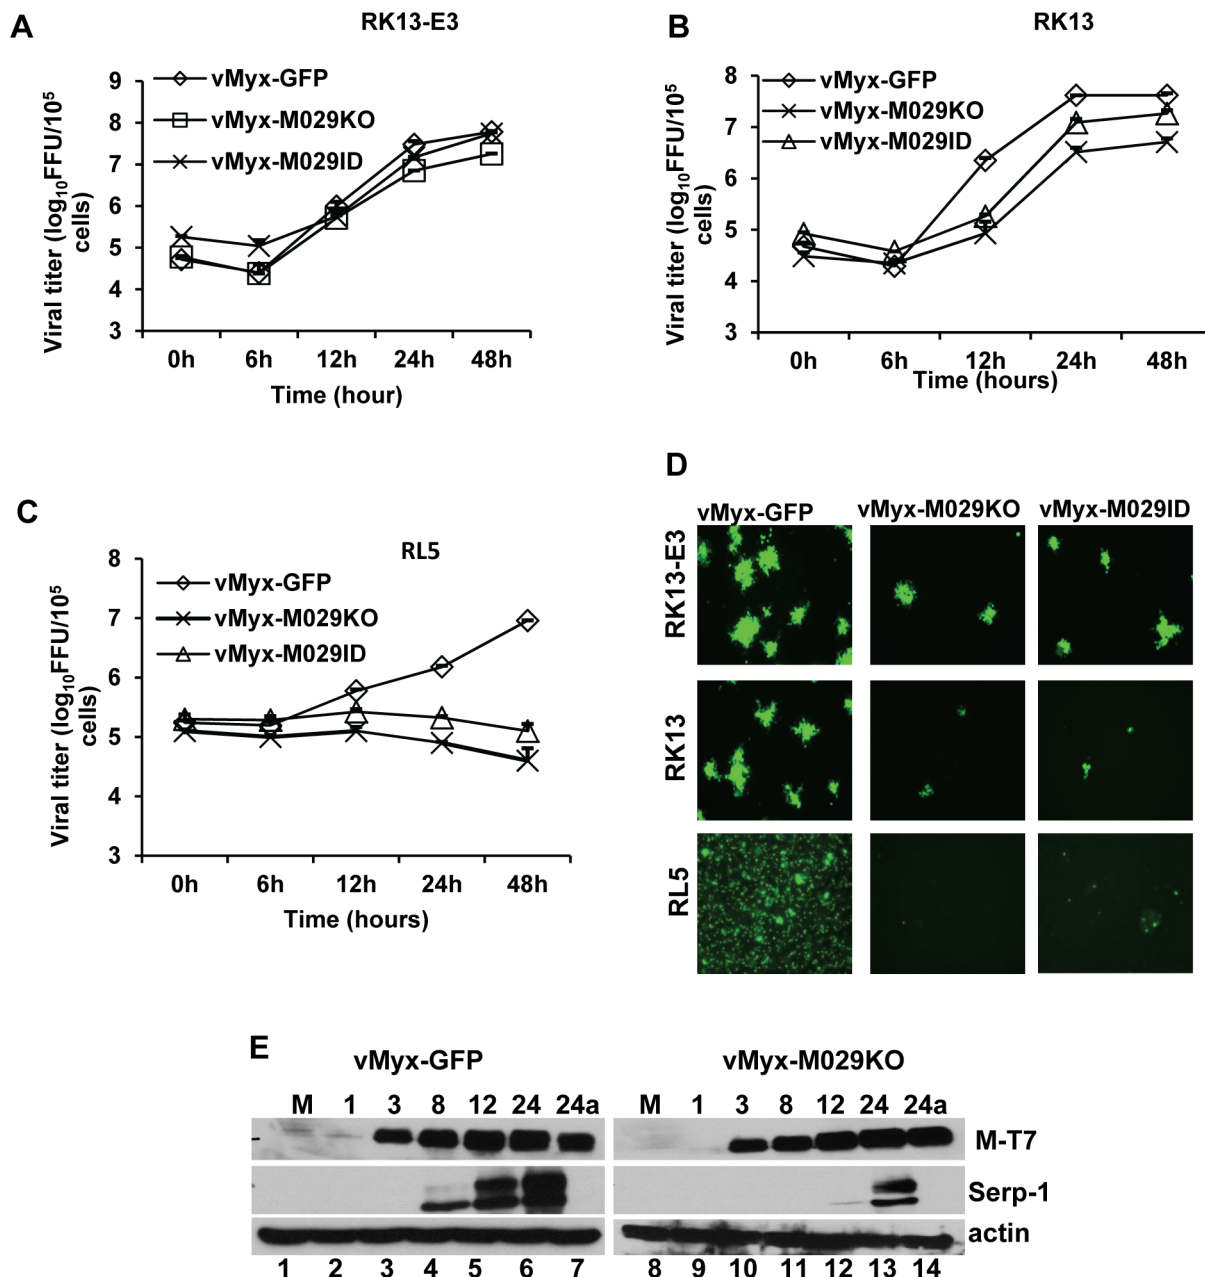 A
RK13-E3
9
8
7
6
5
4
3
vMyx-GFP
vMyx-M029KO
vMyx-M029ID
Viral titer (log10FFU/10^5
cells)
0h 6h 12h 24h 48h
Time (hour)
B
RK13
8
7
6
5
4
3
vMyx-GFP
vMyx-M029KO
vMyx-M029ID
Viral titer (log10FFU/10^5
cells)
0h 6h 12h 24h 48h
Time (hours)
C
RL5
8
7
6
5
4
3
vMyx-GFP
vMyx-M029KO
vMyx-M029ID
Viral titer (log10FFU/10^5
cells)
0h 6h 12h 24h 48h
Time (hours)
D
vMyx-GFP vMyx-M029KO vMyx-M029ID
RK13-E3
RK13
RL5
E
vMyx-GFP vMyx-M029KO
M 1 3 8 12 24 24a M 1 3 8 12 24 24a
M-T7
Serp-1
actin
1 2 3 4 5 6 7 8 9 10 11 12 13 14